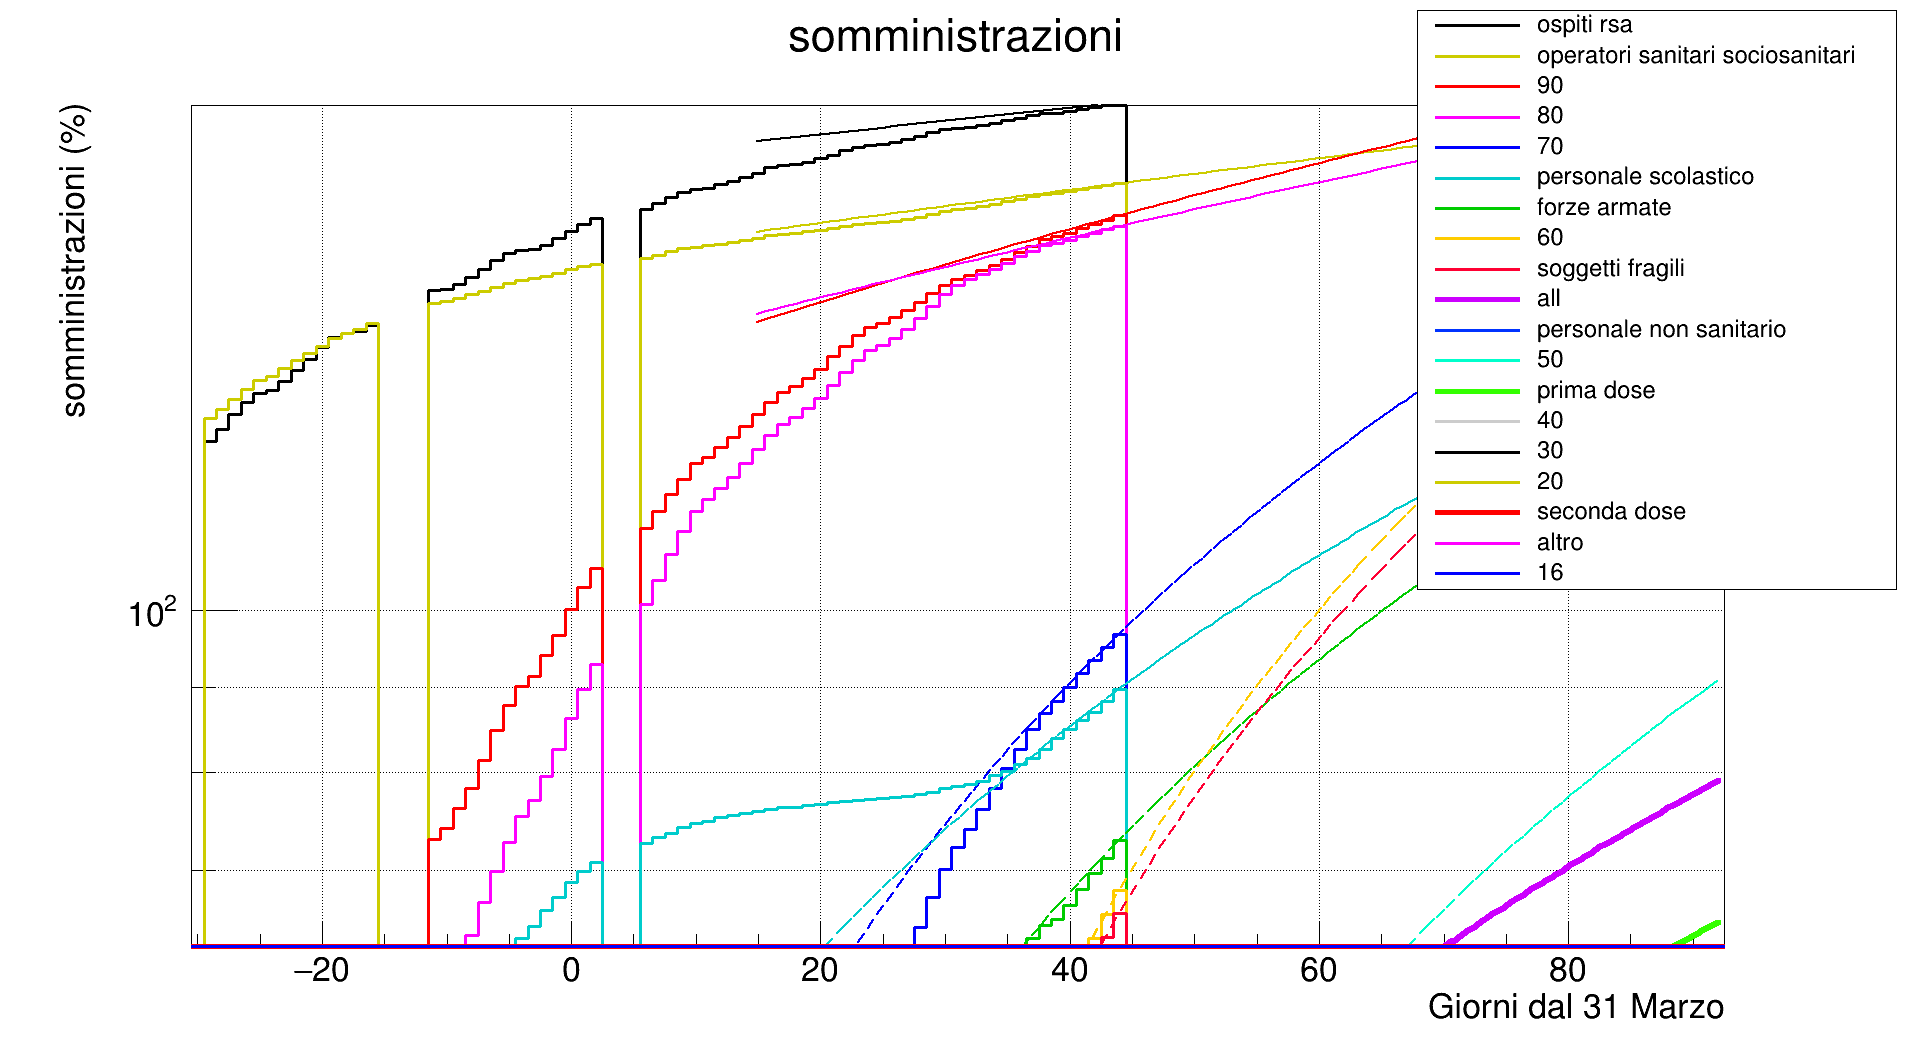 somministrazioni
somministrazioni (%)
ospiti rsa
operatori sanitari sociosanitari
90
80
70
personale scolastico
forze armate
60
soggetti fragili
all
personale non sanitario
50
prima dose
40
30
20
seconda dose
altro
16
10²
−20 0 20 40 60 80
Giorni dal 31 Marzo